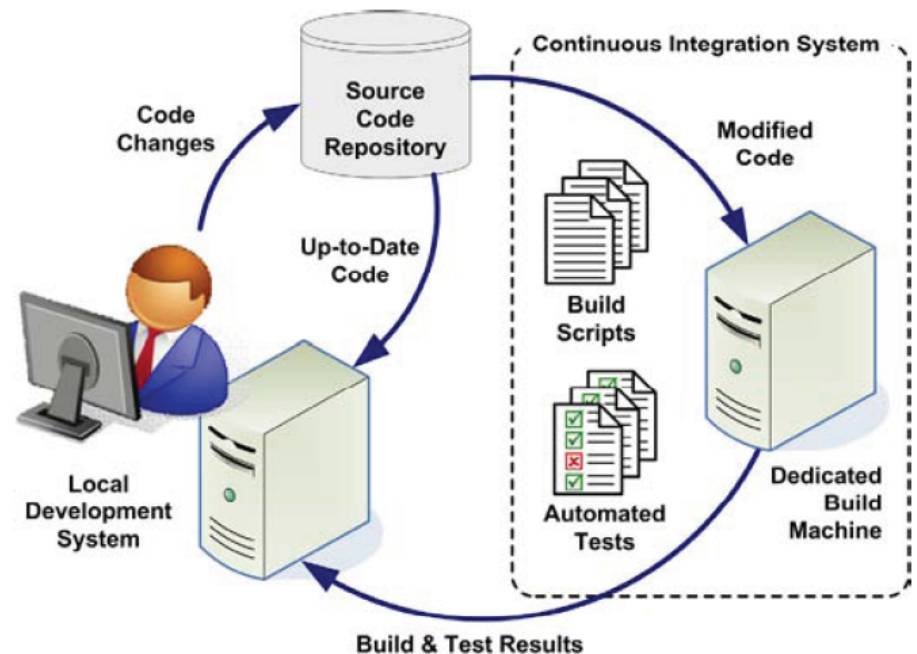 Continuous Integration System
Source
Code
Repository
Code
Changes
Modified
Code
Up-to-Date
Code
Build
Scripts
Local
Development
System
Automated
Tests
Dedicated
Build
Machine
Build & Test Results